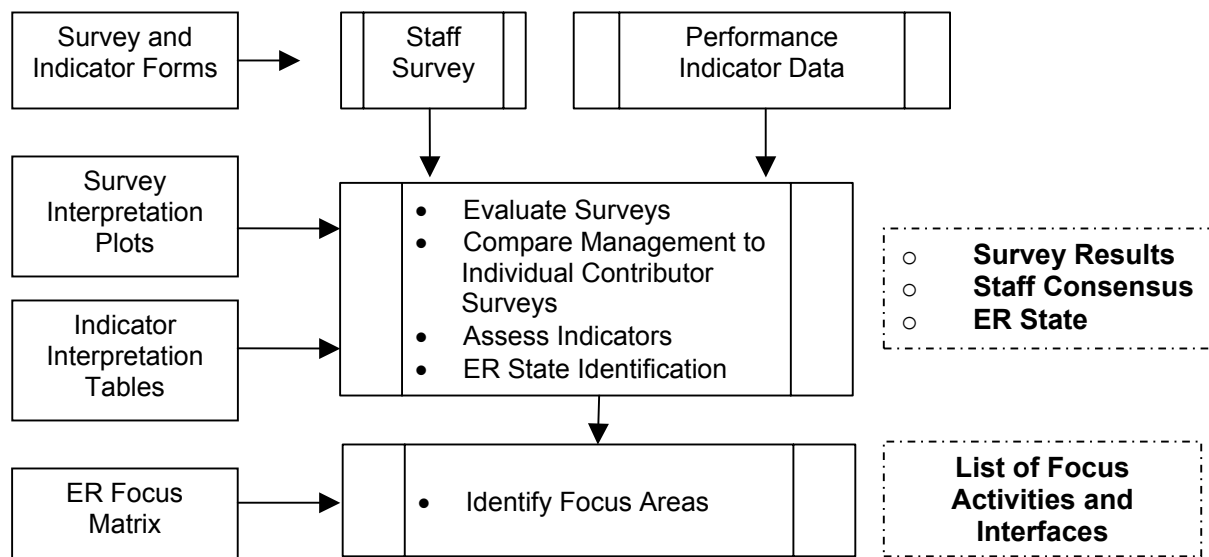 Survey and
Indicator Forms
Staff
Survey
Performance
Indicator Data
Survey
Interpretation
Plots
• Evaluate Surveys
• Compare Management to
Individual Contributor
Surveys
• Assess Indicators
• ER State Identification
○ Survey Results
○ Staff Consensus
○ ER State
Indicator
Interpretation
Tables
ER Focus
Matrix
• Identify Focus Areas
List of Focus
Activities and
Interfaces